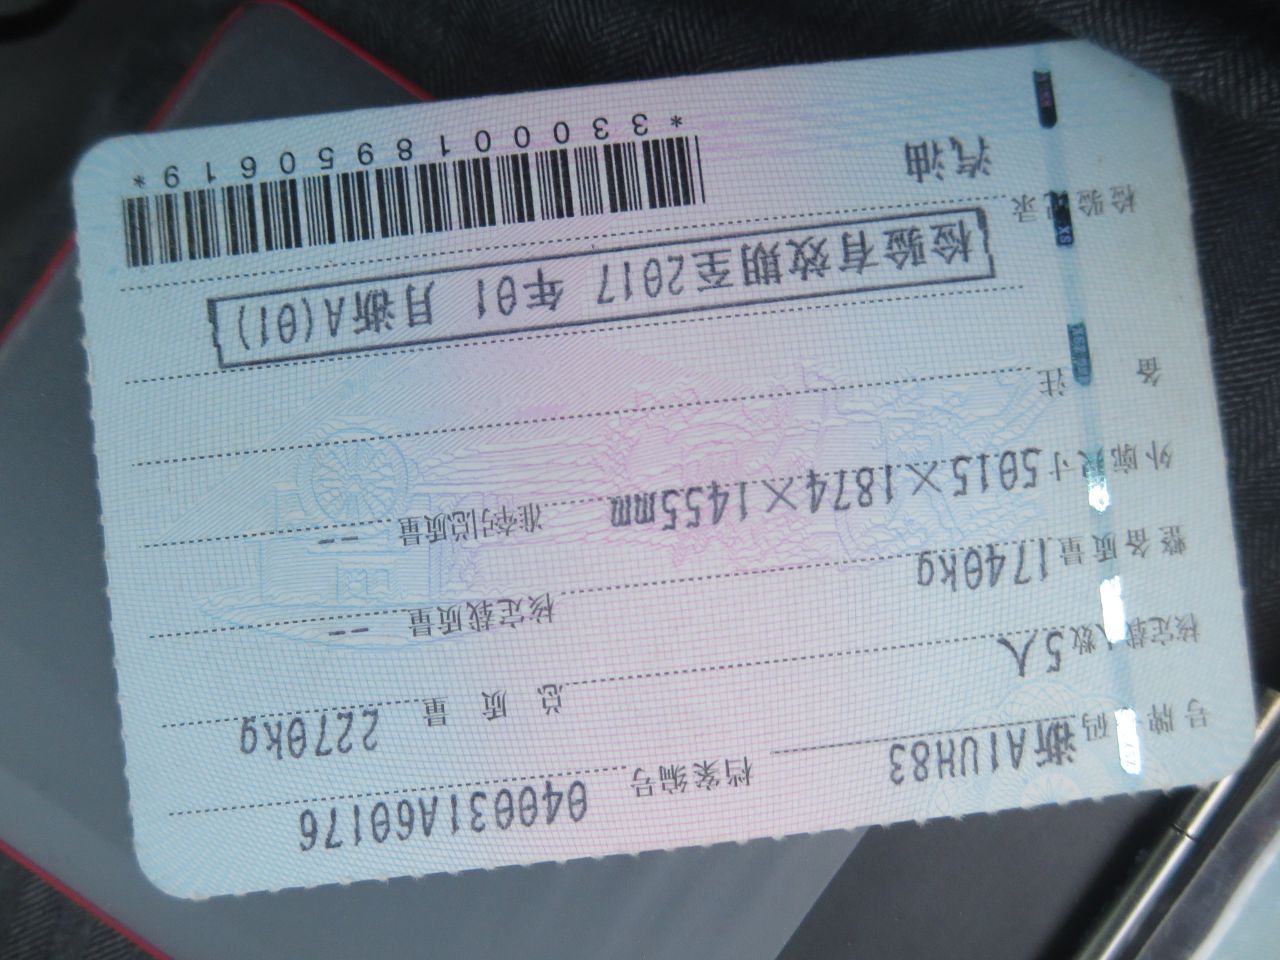 号牌号码 浙A1UH83 档案编号 040031A60176
核定载人数 5人 总质量 2270kg
整备质量 1740kg 核定载质量 --
外廓尺寸 5015×1874×1455mm 准牵引总质量 --
备注
检验有效期至2017 年01 月浙A(01)
检验记录
汽油
*3300018950619*